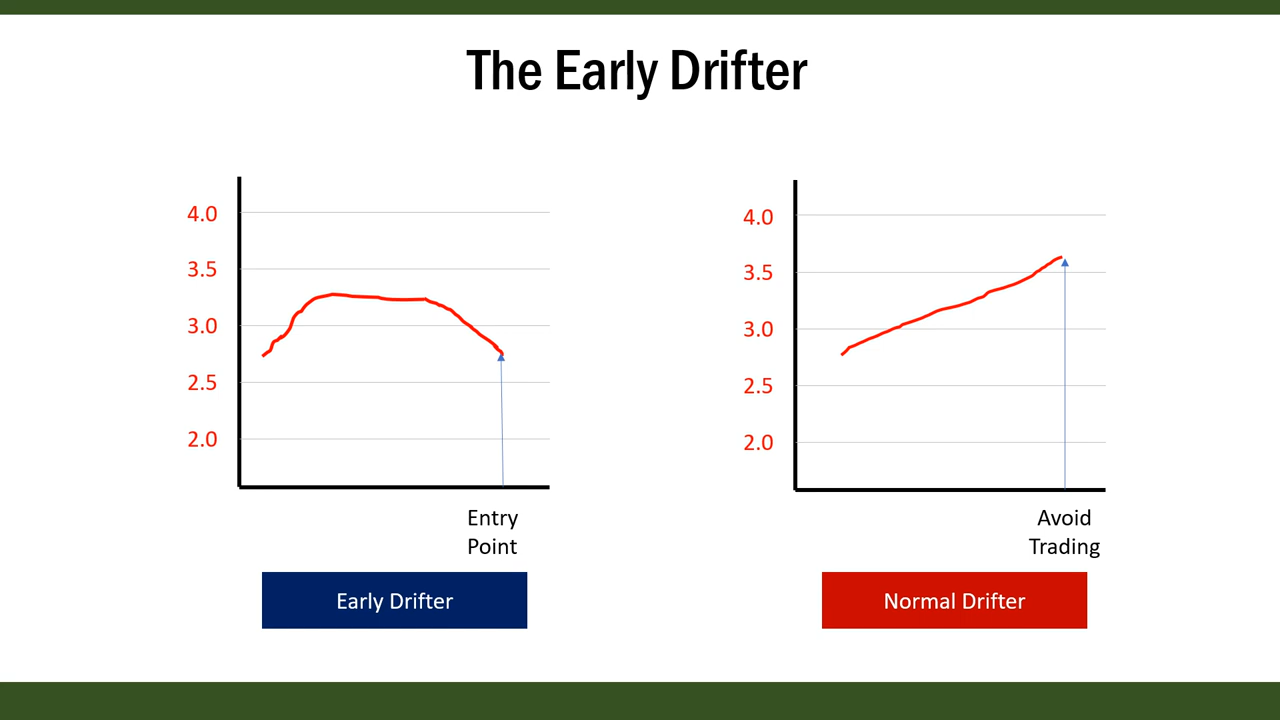 The Early Drifter
4.0
3.5
3.0
2.5
2.0
Entry
Point
Early Drifter
4.0
3.5
3.0
2.5
2.0
Avoid
Trading
Normal Drifter